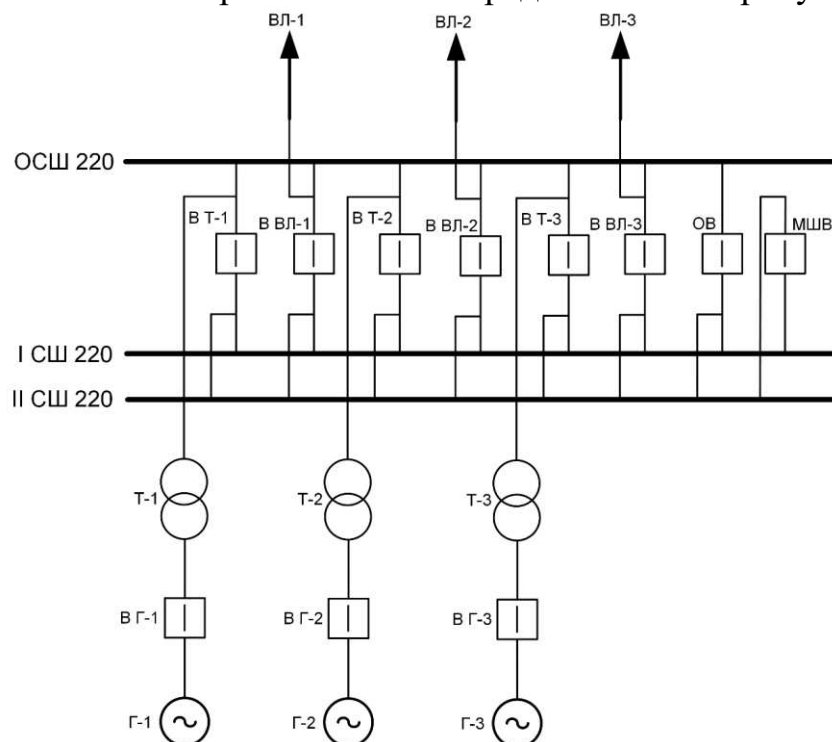 ВЛ-1
ВЛ-2
ВЛ-3
ОСШ 220
В Т-1
В ВЛ-1
В Т-2
В ВЛ-2
В Т-3
В ВЛ-3
ОВ
МШВ
I СШ 220
II СШ 220
Т-1
Т-2
Т-3
В Г-1
В Г-2
В Г-3
Г-1
Г-2
Г-3